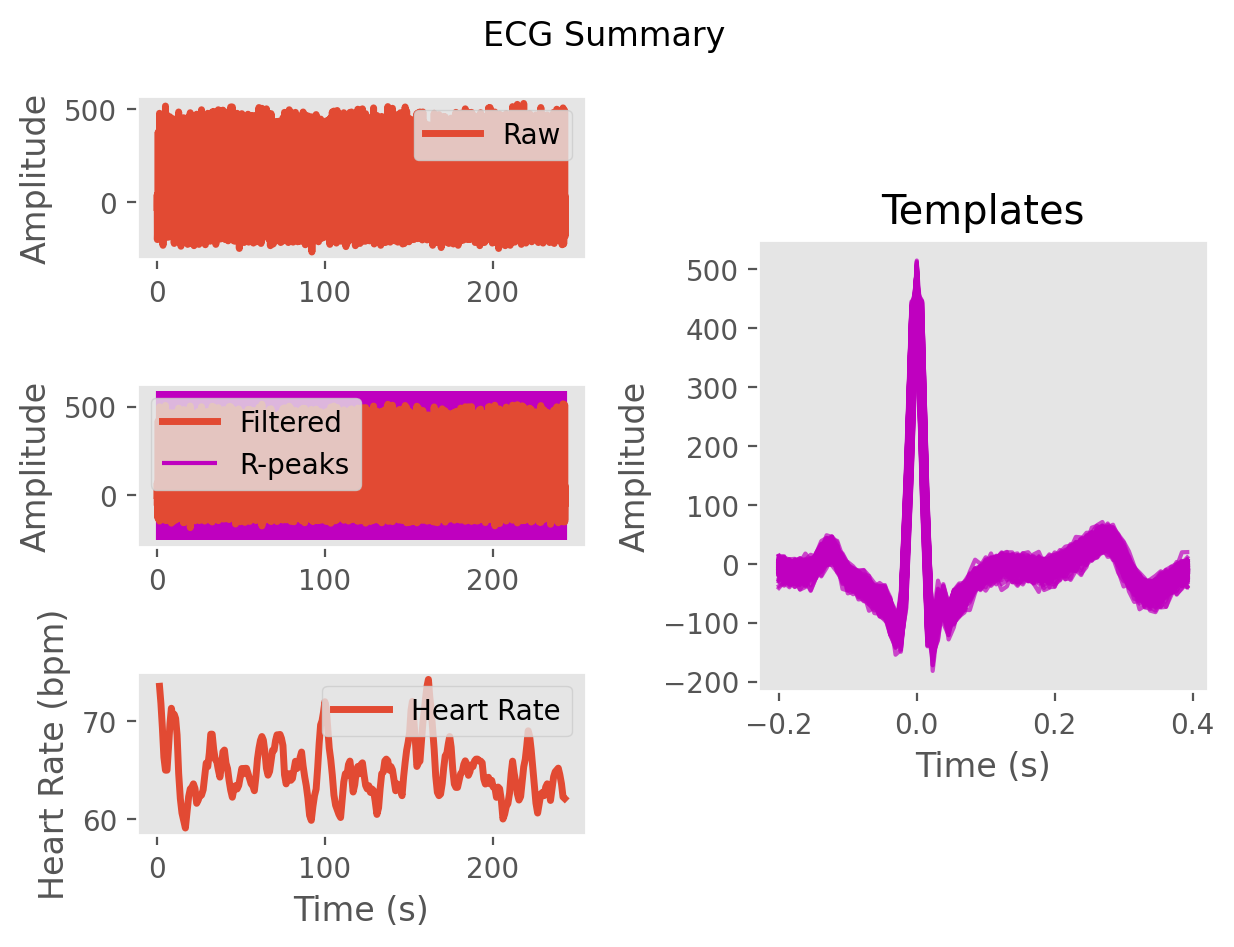 ECG Summary
Amplitude
500
0
Raw
0
100
200
Amplitude
500
0
Filtered
R-peaks
0
100
200
Heart Rate (bpm)
70
60
Heart Rate
0
100
200
Time (s)
Templates
Amplitude
500
400
300
200
100
0
−100
−200
−0.2
0.0
0.2
0.4
Time (s)